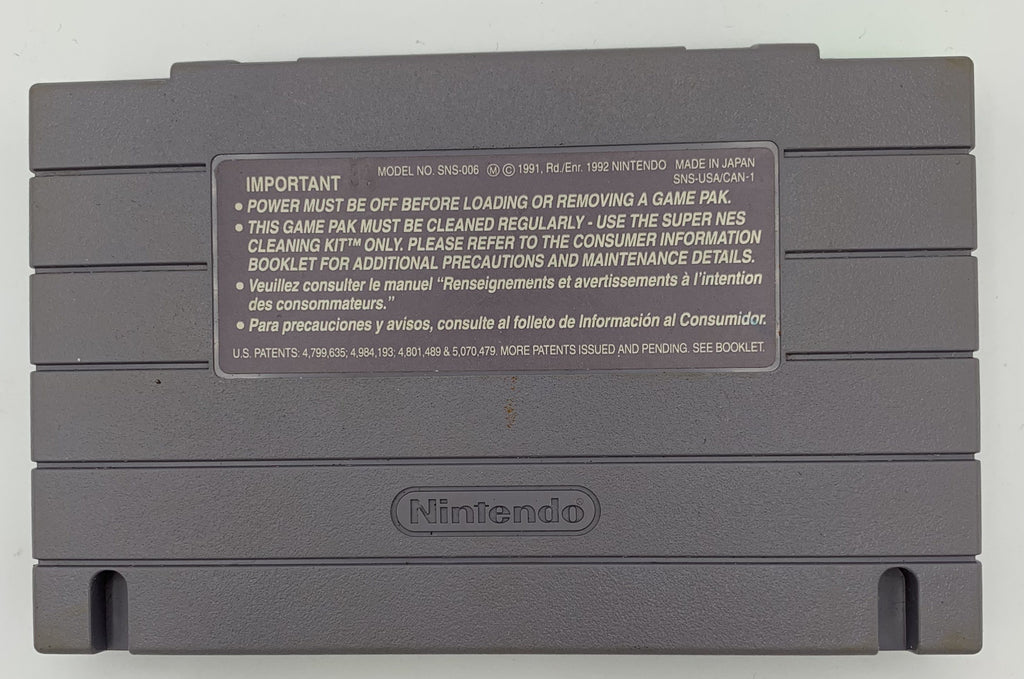 MODEL NO. SNS-006 Ⓜ © 1991, Rd./Enr. 1992 NINTENDO MADE IN JAPAN
IMPORTANT SNS-USA/CAN-1
• POWER MUST BE OFF BEFORE LOADING OR REMOVING A GAME PAK.
• THIS GAME PAK MUST BE CLEANED REGULARLY - USE THE SUPER NES
CLEANING KIT™ ONLY. PLEASE REFER TO THE CONSUMER INFORMATION
BOOKLET FOR ADDITIONAL PRECAUTIONS AND MAINTENANCE DETAILS.
• Veuillez consulter le manuel “Renseignements et avertissements à l’intention
des consommateurs.”
• Para precauciones y avisos, consulte al folleto de Información al Consumidor.
U.S. PATENTS: 4,799,635; 4,984,193; 4,801,489 & 5,070,479. MORE PATENTS ISSUED AND PENDING. SEE BOOKLET.
Nintendo®